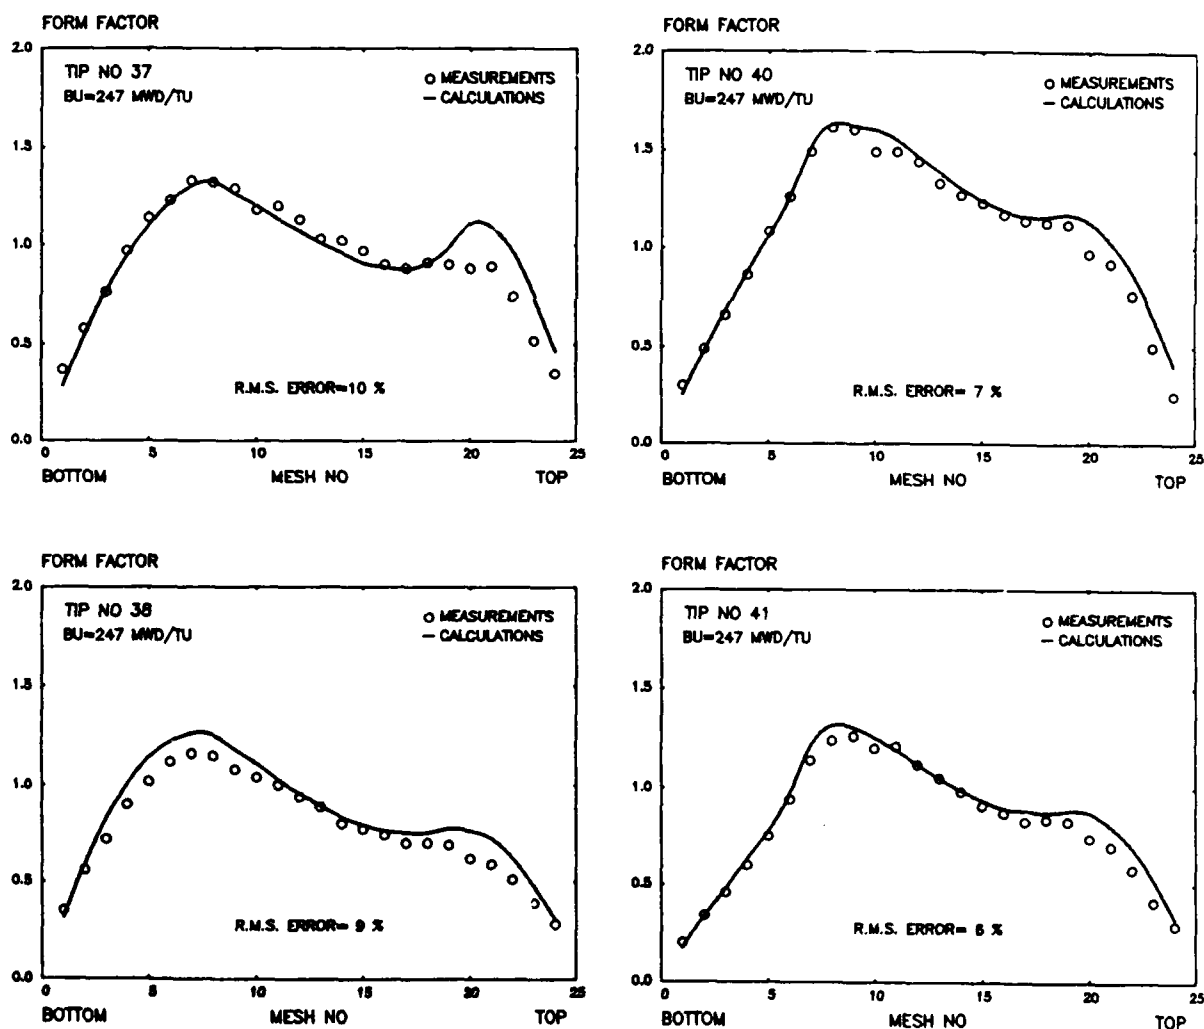 FORM FACTOR
2.0
TIP NO 37
BU=247 MWD/TU
○ MEASUREMENTS
— CALCULATIONS
1.5
1.0
0.5
R.M.S. ERROR=10 %
0.0
0 5 10 15 20 25
BOTTOM MESH NO TOP
FORM FACTOR
2.0
TIP NO 40
BU=247 MWD/TU
○ MEASUREMENTS
— CALCULATIONS
1.5
1.0
0.5
R.M.S. ERROR= 7 %
0.0
0 5 10 15 20 25
BOTTOM MESH NO TOP
FORM FACTOR
2.0
TIP NO 38
BU=247 MWD/TU
○ MEASUREMENTS
— CALCULATIONS
1.5
1.0
0.5
R.M.S. ERROR= 9 %
0.0
0 5 10 15 20 25
BOTTOM MESH NO TOP
FORM FACTOR
2.0
TIP NO 41
BU=247 MWD/TU
○ MEASUREMENTS
— CALCULATIONS
1.5
1.0
0.5
R.M.S. ERROR= 6 %
0.0
0 5 10 15 20 25
BOTTOM MESH NO TOP